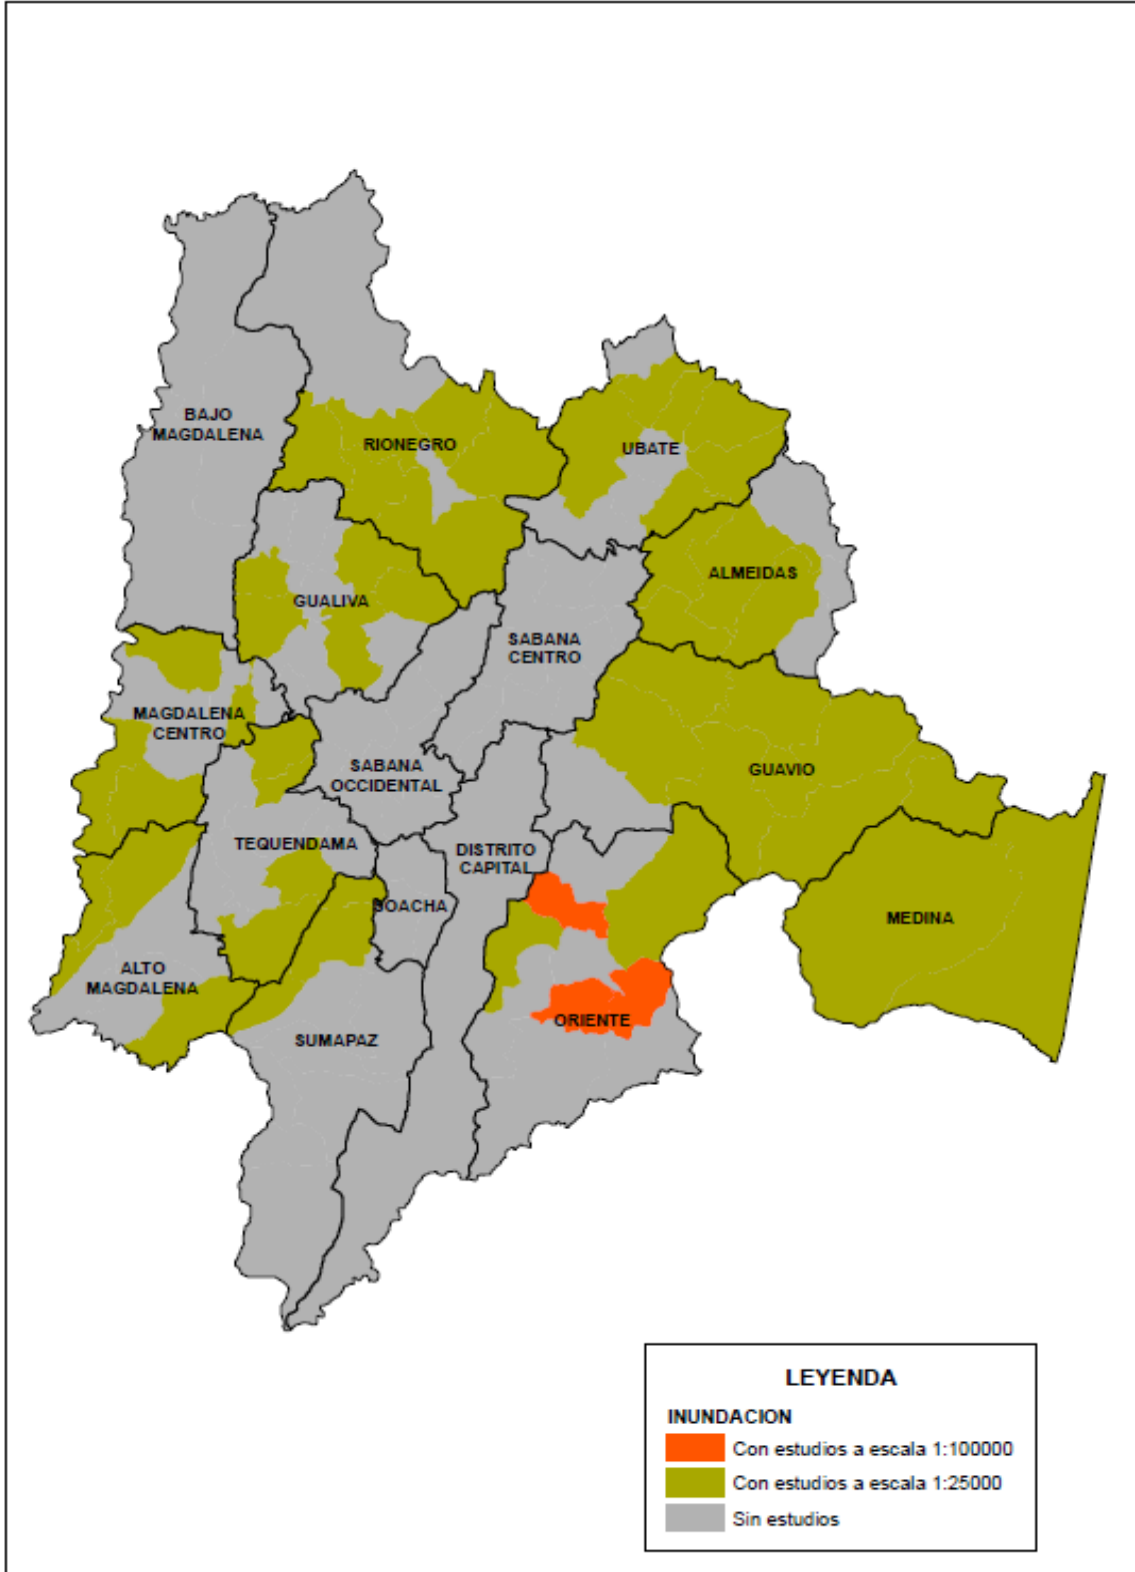 BAJO
MAGDALENA
RIONEGRO
UBATE
GUALIVA
ALMEIDAS
SABANA
CENTRO
MAGDALENA
CENTRO
SABANA
OCCIDENTAL
GUAVIO
TEQUENDAMA
DISTRITO
CAPITAL
SOACHA
MEDINA
ALTO
MAGDALENA
ORIENTE
SUMAPAZ
LEYENDA
INUNDACION
Con estudios a escala 1:100000
Con estudios a escala 1:25000
Sin estudios